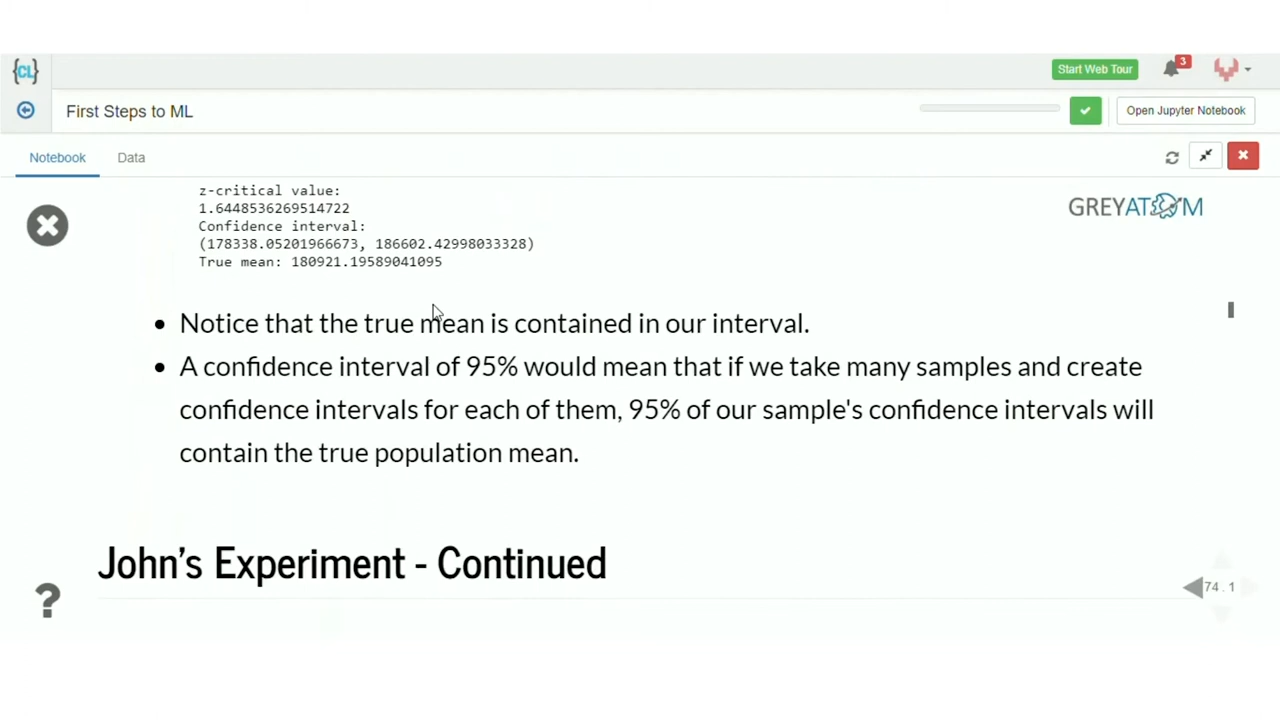 {CL}
Start Web Tour
3
First Steps to ML
Open Jupyter Notebook
Notebook
Data
z-critical value:
1.6448536269514722
Confidence interval:
(178338.05201966673, 186602.42998033328)
True mean: 180921.19589041095
GREYATOM
• Notice that the true mean is contained in our interval.
• A confidence interval of 95% would mean that if we take many samples and create
confidence intervals for each of them, 95% of our sample's confidence intervals will
contain the true population mean.
John's Experiment - Continued
?
74 . 1